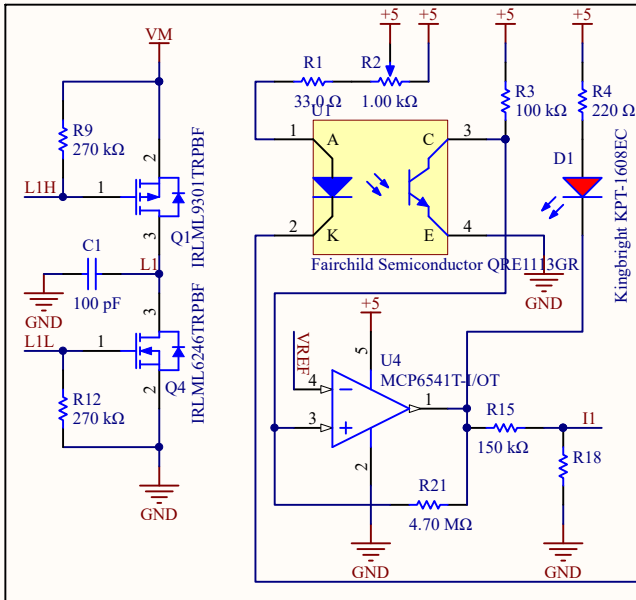 VM
R9
270 kΩ
L1H
1
2
3
Q1
IRLML9301TRPBF
C1
100 pF
GND
L1
L1L
1
3
2
Q4
IRLML6246TRPBF
R12
270 kΩ
GND
+5
+5
+5
+5
R1
33.0 Ω
R2
1.00 kΩ
R3
100 kΩ
R4
220 Ω
U1
1
A
C
3
2
K
E
4
Fairchild Semiconductor QRE1113GR
D1
Kingbright KPT-1608EC
GND
+5
VREF
5
U4
MCP6541T-I/OT
4
3
1
2
R15
150 kΩ
I1
R18
R21
4.70 MΩ
GND
GND